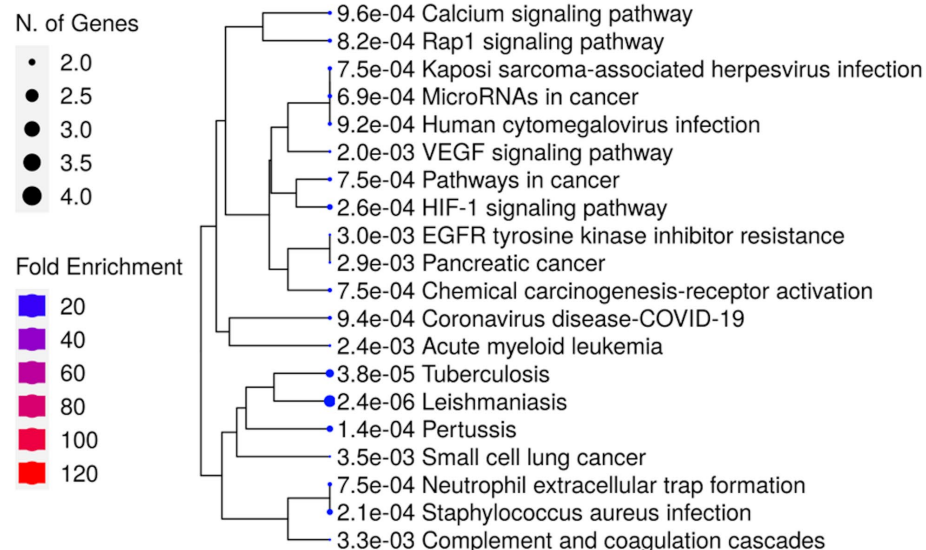 N. of Genes
2.0
2.5
3.0
3.5
4.0
Fold Enrichment
20
40
60
80
100
120
9.6e-04 Calcium signaling pathway
8.2e-04 Rap1 signaling pathway
7.5e-04 Kaposi sarcoma-associated herpesvirus infection
6.9e-04 MicroRNAs in cancer
9.2e-04 Human cytomegalovirus infection
2.0e-03 VEGF signaling pathway
7.5e-04 Pathways in cancer
2.6e-04 HIF-1 signaling pathway
3.0e-03 EGFR tyrosine kinase inhibitor resistance
2.9e-03 Pancreatic cancer
7.5e-04 Chemical carcinogenesis-receptor activation
9.4e-04 Coronavirus disease-COVID-19
2.4e-03 Acute myeloid leukemia
3.8e-05 Tuberculosis
2.4e-06 Leishmaniasis
1.4e-04 Pertussis
3.5e-03 Small cell lung cancer
7.5e-04 Neutrophil extracellular trap formation
2.1e-04 Staphylococcus aureus infection
3.3e-03 Complement and coagulation cascades